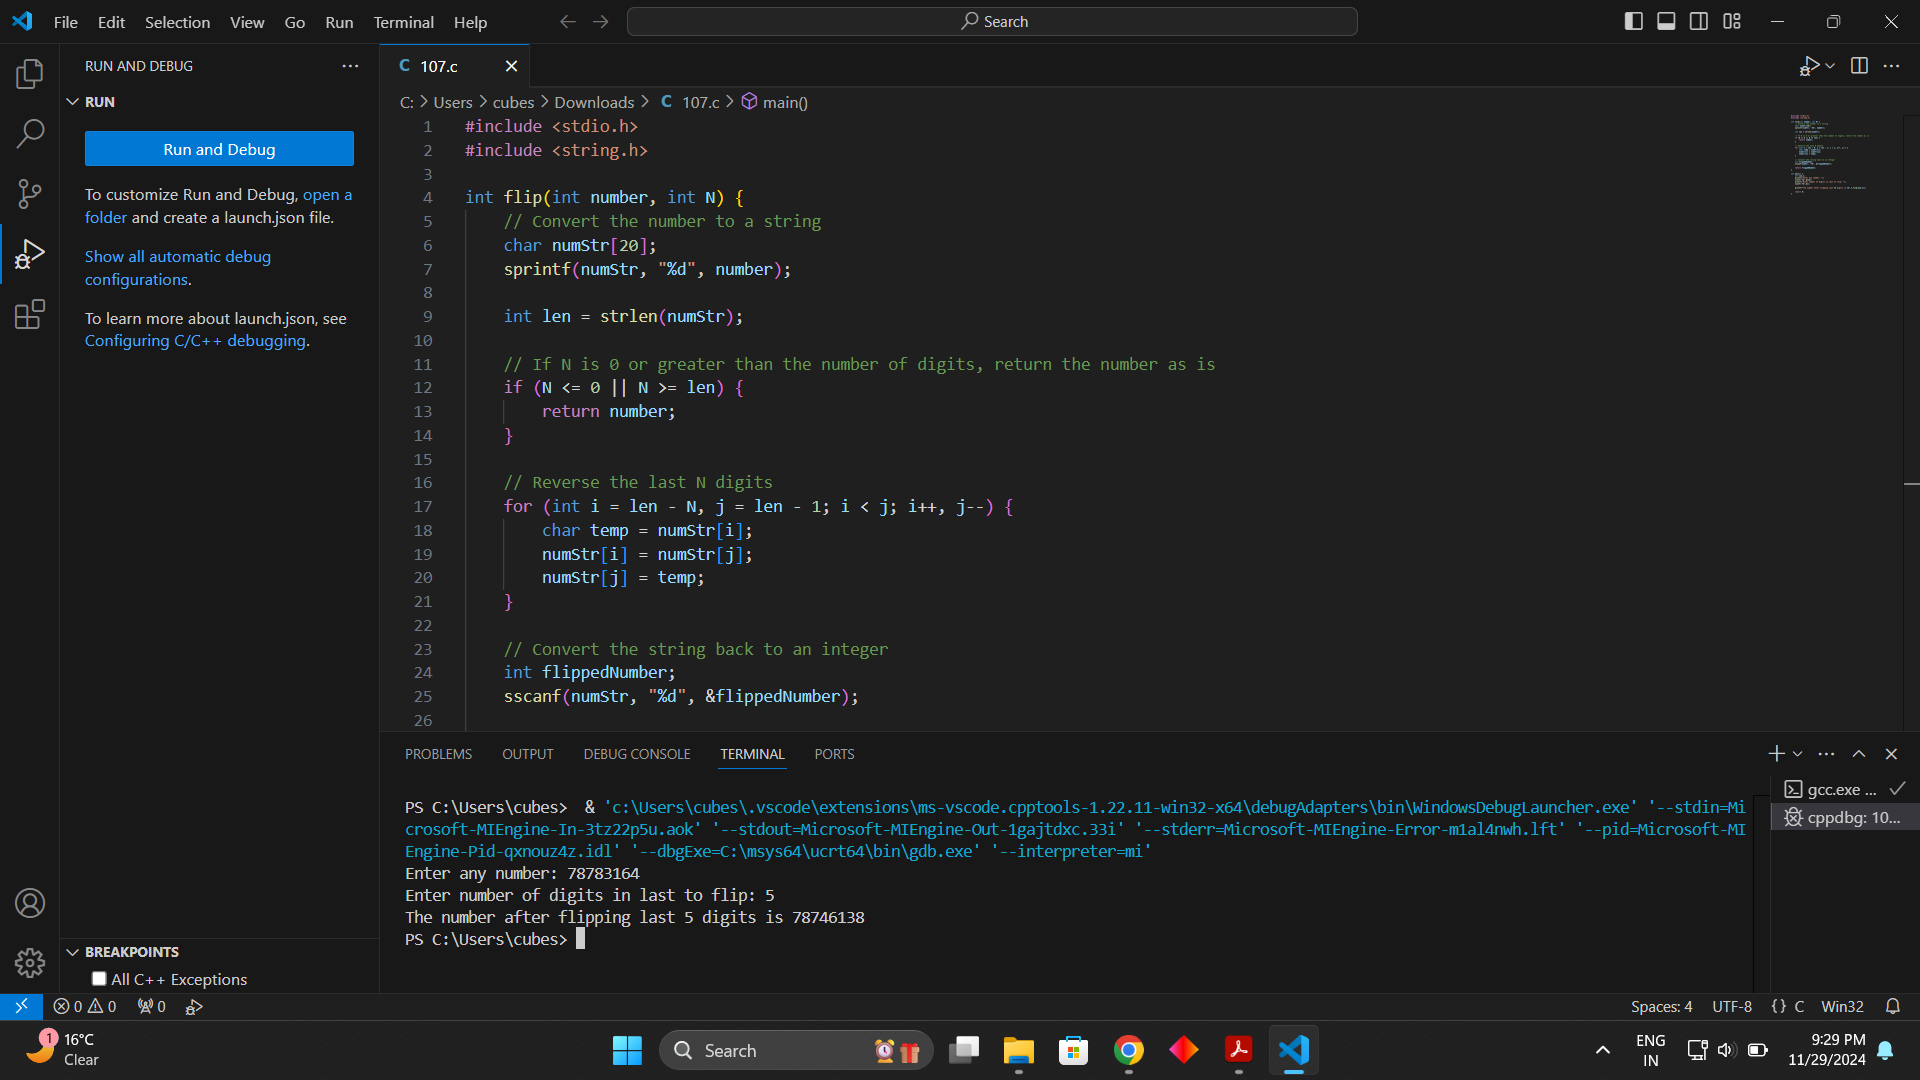 File Edit Selection View Go Run Terminal Help
Search
RUN AND DEBUG
RUN
Run and Debug
To customize Run and Debug, open a
folder and create a launch.json file.
Show all automatic debug
configurations.
To learn more about launch.json, see
Configuring C/C++ debugging.
BREAKPOINTS
All C++ Exceptions
C 107.c
C: > Users > cubes > Downloads > C 107.c > main()
1 #include <stdio.h>
2 #include <string.h>
3
4 int flip(int number, int N) {
5 // Convert the number to a string
6 char numStr[20];
7 sprintf(numStr, "%d", number);
8
9 int len = strlen(numStr);
10
11 // If N is 0 or greater than the number of digits, return the number as is
12 if (N <= 0 || N >= len) {
13 return number;
14 }
15
16 // Reverse the last N digits
17 for (int i = len - N, j = len - 1; i < j; i++, j--) {
18 char temp = numStr[i];
19 numStr[i] = numStr[j];
20 numStr[j] = temp;
21 }
22
23 // Convert the string back to an integer
24 int flippedNumber;
25 sscanf(numStr, "%d", &flippedNumber);
26
PROBLEMS OUTPUT DEBUG CONSOLE TERMINAL PORTS
PS C:\Users\cubes>  & 'c:\Users\cubes\.vscode\extensions\ms-vscode.cpptools-1.22.11-win32-x64\debugAdapters\bin\WindowsDebugLauncher.exe' '--stdin=Mi
crosoft-MIEngine-In-3tz22p5u.aok' '--stdout=Microsoft-MIEngine-Out-1gajtdxc.33i' '--stderr=Microsoft-MIEngine-Error-m1al4nwh.lft' '--pid=Microsoft-MI
Engine-Pid-qxnouz4z.idl' '--dbgExe=C:\msys64\ucrt64\bin\gdb.exe' '--interpreter=mi'
Enter any number: 78783164
Enter number of digits in last to flip: 5
The number after flipping last 5 digits is 78746138
PS C:\Users\cubes>
gcc.exe ...
cppdbg: 10...
0 0 0
Spaces: 4 UTF-8 {} C Win32
1
16°C
Clear
Search
ENG
IN
9:29 PM
11/29/2024